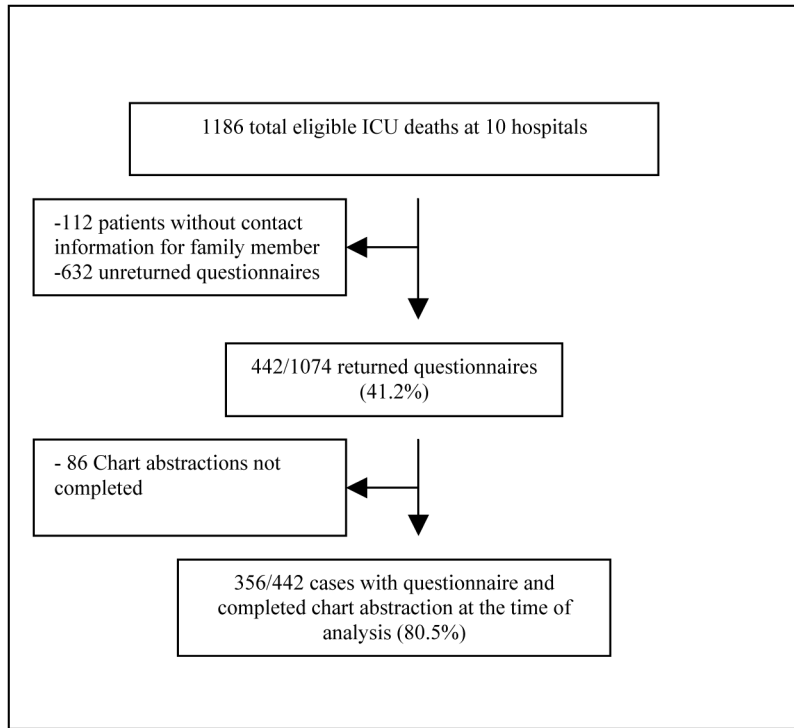 1186 total eligible ICU deaths at 10 hospitals
-112 patients without contact
information for family member
-632 unreturned questionnaires
442/1074 returned questionnaires
(41.2%)
- 86 Chart abstractions not
completed
356/442 cases with questionnaire and
completed chart abstraction at the time of
analysis (80.5%)